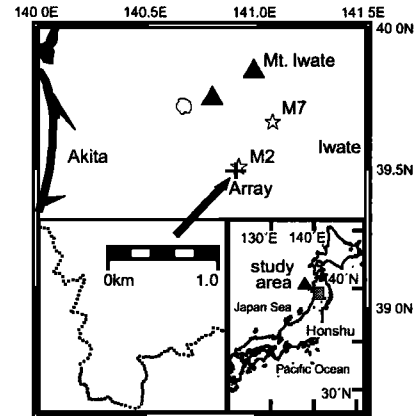 140 0E 140.5E 141.0E 141 5E
40 0N
Mt. Iwate
M7
Akita
Iwate
M2
Array
39.5N
0km 1.0
130´E 140´E
study
area
40´N
Japan Sea
39 0N
Honshu
Pacific Ocean
30´N